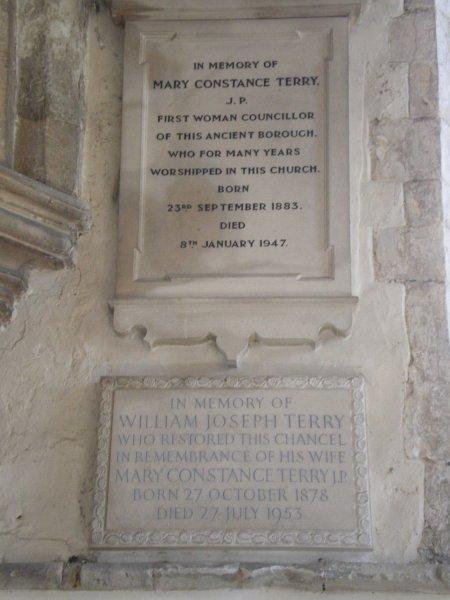 IN MEMORY OF
MARY CONSTANCE TERRY.
J.P.
FIRST WOMAN COUNCILLOR
OF THIS ANCIENT BOROUGH.
WHO FOR MANY YEARS
WORSHIPPED IN THIS CHURCH.
BORN
23RD SEPTEMBER 1883.
DIED
8TH JANUARY 1947.
IN MEMORY OF
WILLIAM JOSEPH TERRY
WHO RESTORED THIS CHANCEL
IN REMEMBRANCE OF HIS WIFE
MARY CONSTANCE TERRY J.P.
BORN 27 OCTOBER 1878
DIED 27 JULY 1953